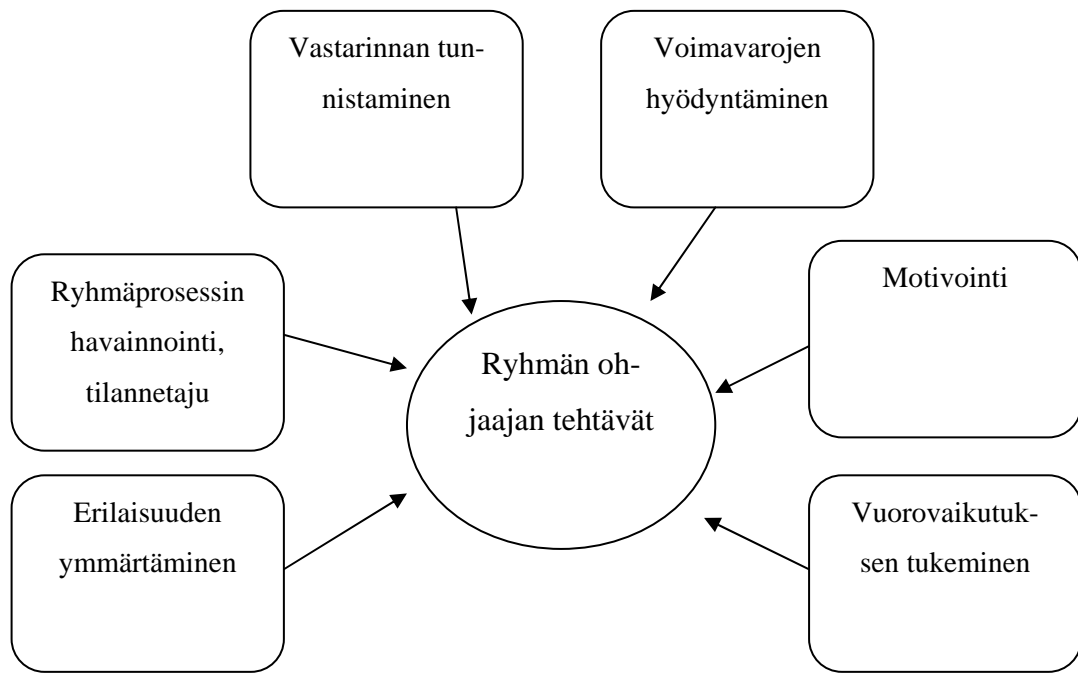 Vastarinnan tun-
nistaminen
Voimavarojen
hyödyntäminen
Ryhmäprosessin
havainnointi,
tilannetaju
Motivointi
Ryhmän oh-
jaajan tehtävät
Erilaisuuden
ymmärtäminen
Vuorovaikutuk-
sen tukeminen